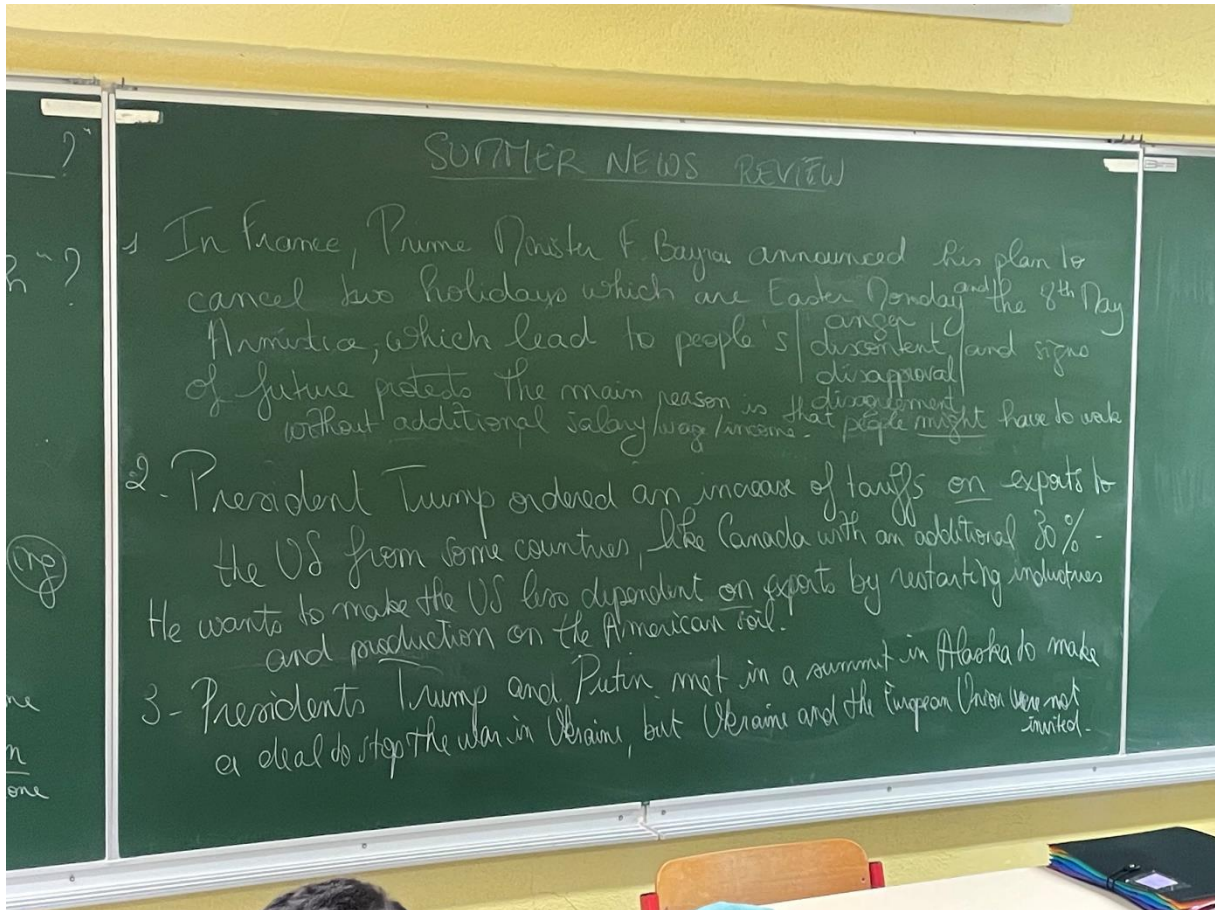 ?"
h "?
ing
ne
n
one
SUMMER NEWS REVIEW
1 In France, Prime Minister F. Bayrou announced his plan to
cancel two holidays which are Easter Monday and the 8th May
Armistice, which lead to people's anger
discontent and signs
disapproval
of future protests The main reason is that disagreement people might have to work
without additional salary/wage/income.
2 - President Trump ordered an increase of tariffs on exports to
the US from some countries, like Canada with an additional 30% -
He wants to make the US less dependent on exports by restarting industries
and production on the American soil.
3 - Presidents Trump and Putin met in a summit in Alaska to make
a deal to stop the war in Ukraine, but Ukraine and the European Union were not
invited.